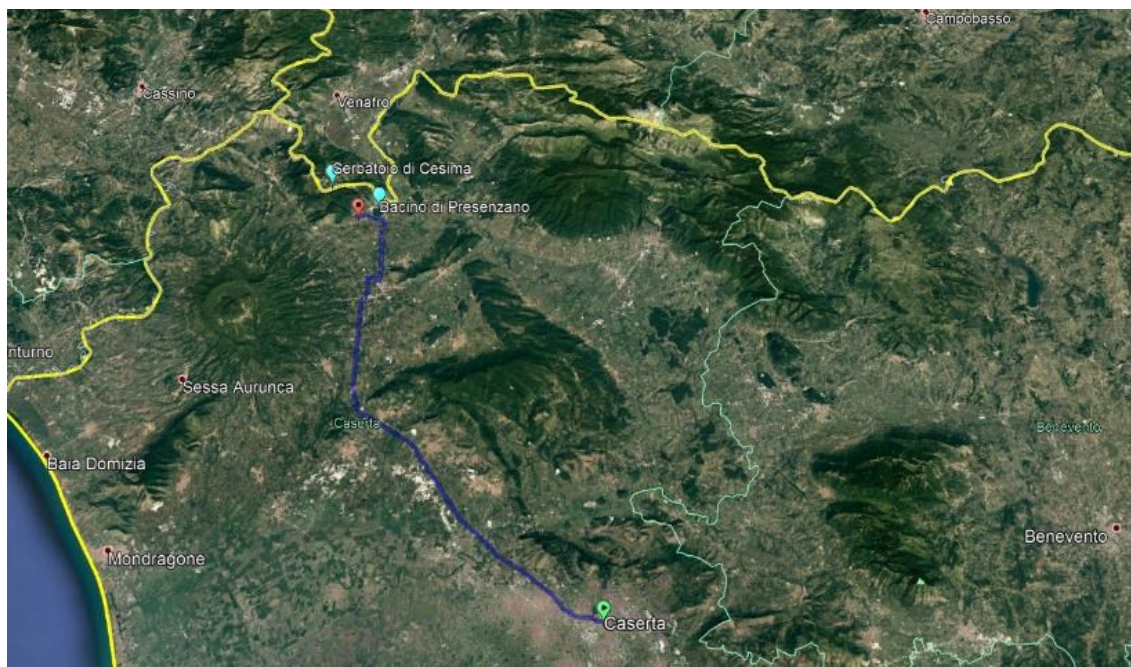 Campobasso
Cassino
Venafro
Serbatoio di Cesima
Bacino di Presenzano
nturno
Sessa Aurunca
Caserta
Benevento
Baia Domizia
Benevento
Mondragone
Caserta